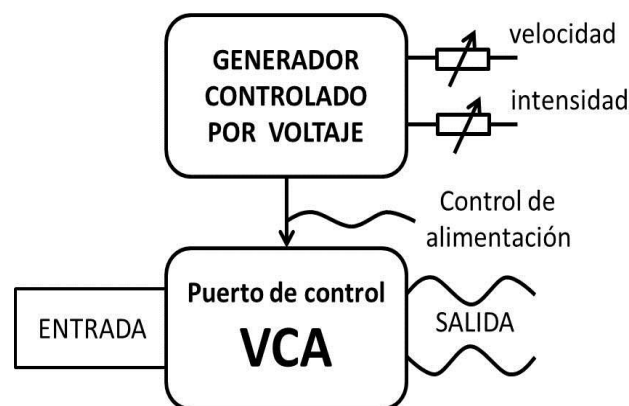 GENERADOR
CONTROLADO
POR VOLTAJE
velocidad
intensidad
Control de
alimentación
Puerto de control
VCA
ENTRADA
SALIDA